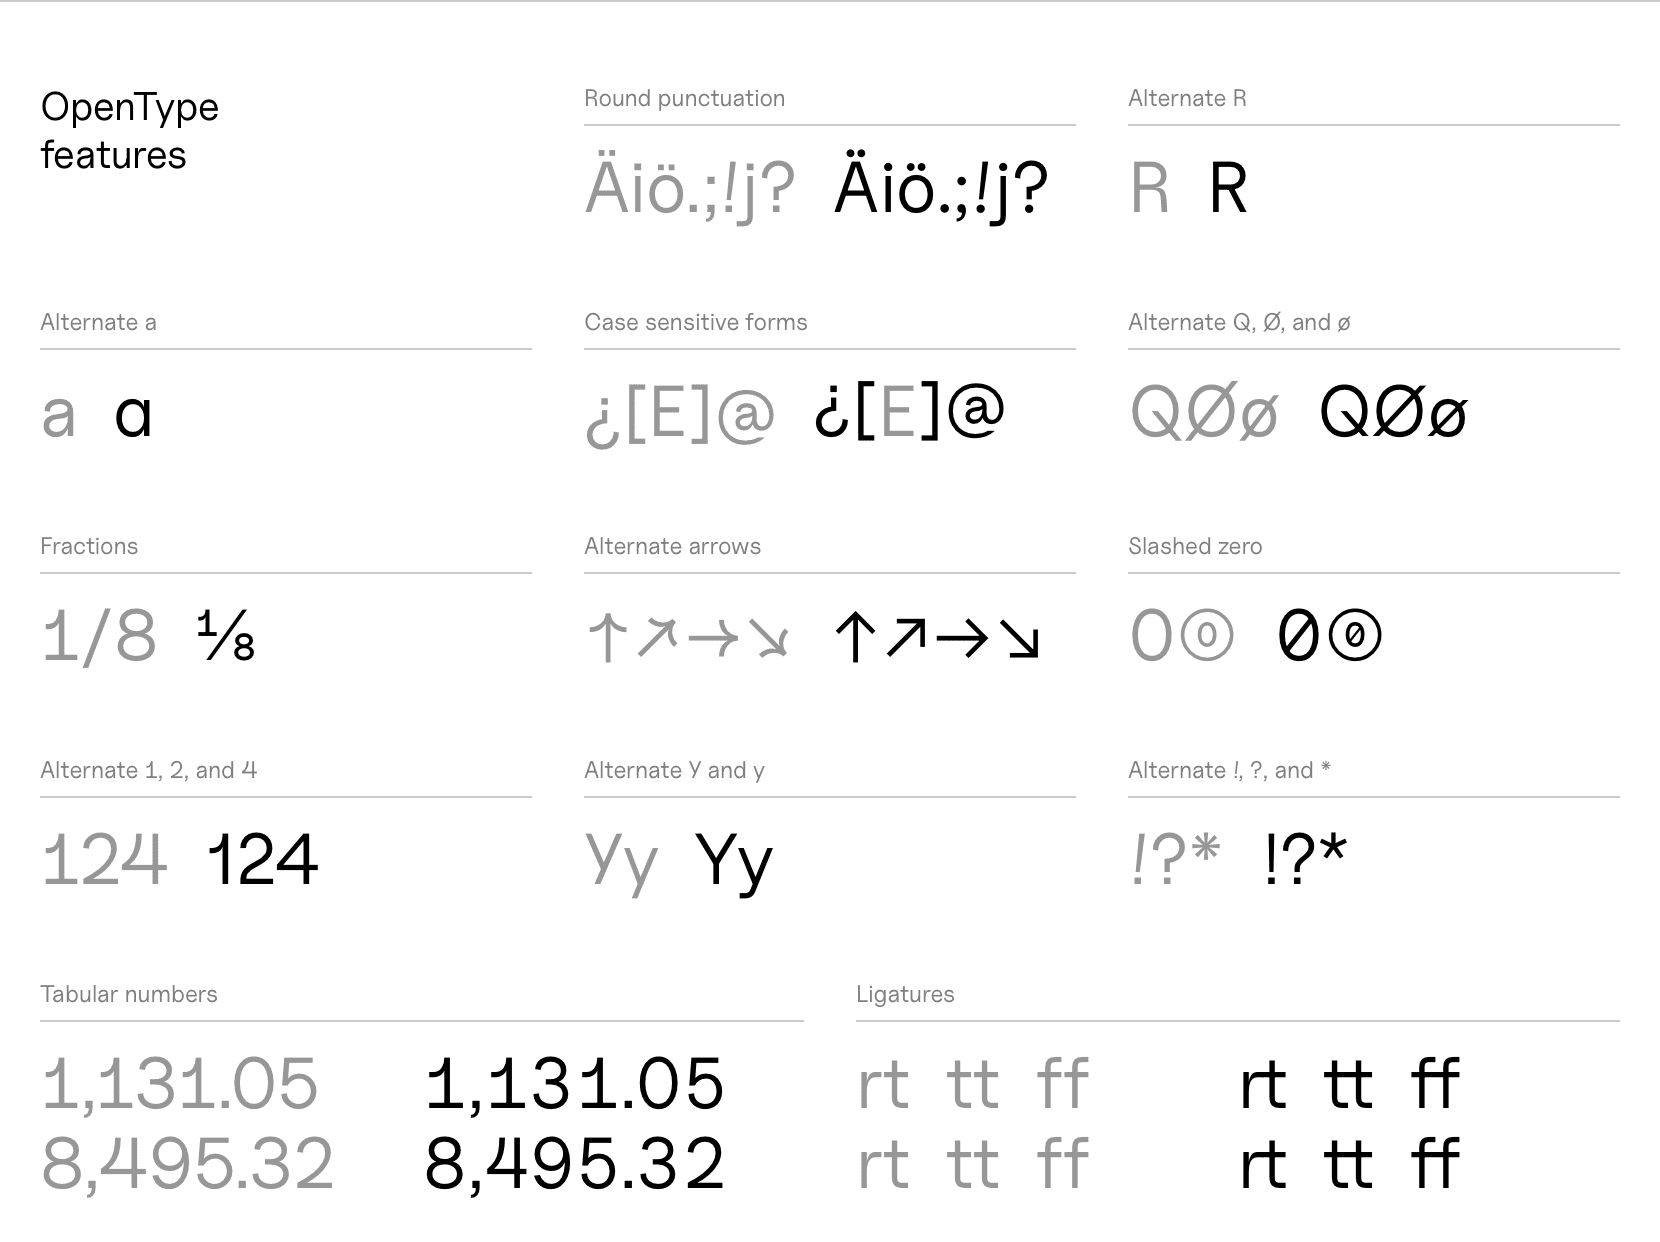 OpenType
features
Round punctuation
Äiö.;!j? Äiö.;!j?
Alternate R
R R
Alternate a
a a
Case sensitive forms
¿[E]@ ¿[E]@
Alternate Q, Ø, and ø
QØø QØø
Fractions
1/8 ⅛
Alternate arrows
↑↗→↘ ↑↗→↘
Slashed zero
0⓪ 0⓪
Alternate 1, 2, and 4
124 124
Alternate Y and y
Yy Yy
Alternate !, ?, and *
!?* !?*
Tabular numbers
1,131.05 1,131.05
8,495.32 8,495.32
Ligatures
rt tt ff rt tt ff
rt tt ff rt tt ff